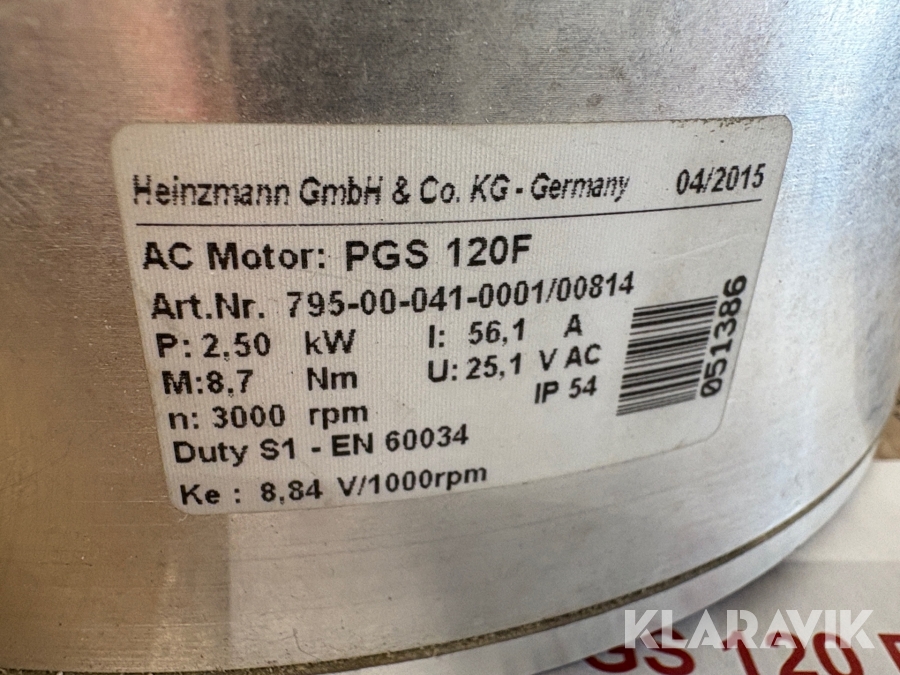 Heinzmann GmbH & Co. KG - Germany 04/2015
AC Motor: PGS 120F
Art.Nr. 795-00-041-0001/00814
P: 2,50 kW I: 56,1 A
M:8,7 Nm U: 25,1 V AC
n: 3000 rpm IP 54
Duty S1 - EN 60034
Ke : 8,84 V/1000rpm
051386
KLARAVIK
GS 120